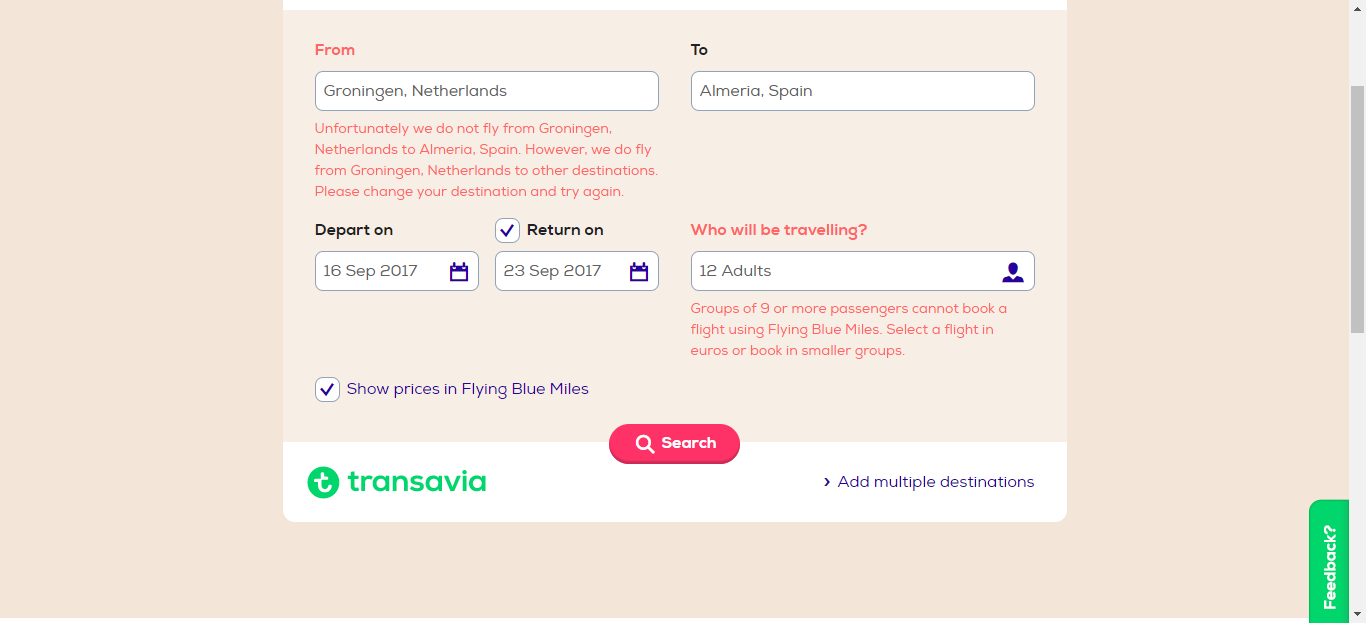 From
To
Groningen, Netherlands
Almeria, Spain
Unfortunately we do not fly from Groningen,
Netherlands to Almeria, Spain. However, we do fly
from Groningen, Netherlands to other destinations.
Please change your destination and try again.
Depart on
Return on
Who will be travelling?
16 Sep 2017
23 Sep 2017
12 Adults
Groups of 9 or more passengers cannot book a
flight using Flying Blue Miles. Select a flight in
euros or book in smaller groups.
Show prices in Flying Blue Miles
Search
transavia
Add multiple destinations
Feedback?